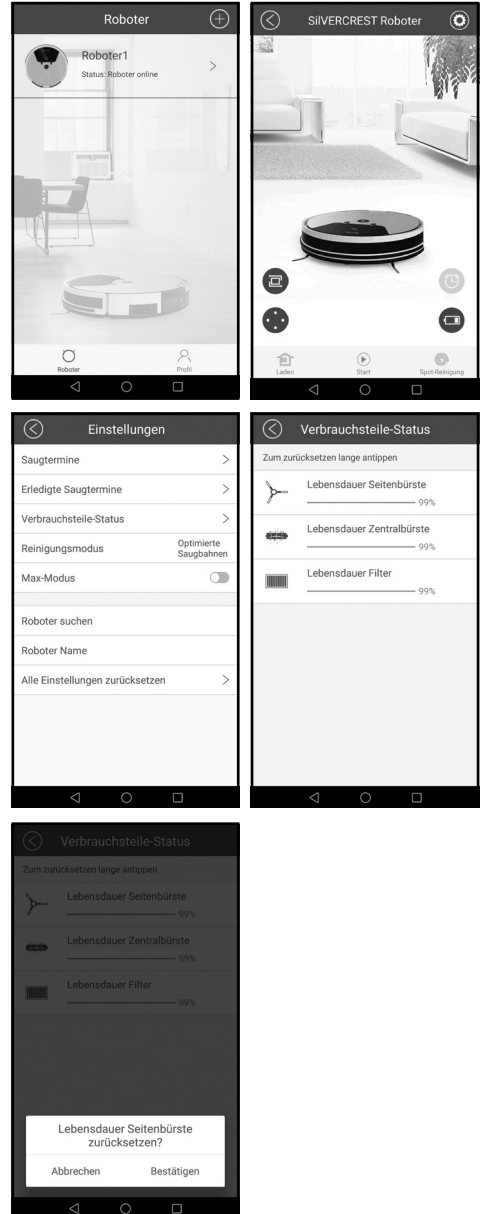 Roboter
Roboter1
Status: Roboter online
Roboter
Profil
SilVERCREST Roboter
Laden
Start
Spot-Reinigung
Einstellungen
Saugtermine
Erledigte Saugtermine
Verbrauchsteile-Status
Reinigungsmodus
Optimierte
Saugbahnen
Max-Modus
Roboter suchen
Roboter Name
Alle Einstellungen zurücksetzen
Verbrauchsteile-Status
Zum zurücksetzen lange antippen
Lebensdauer Seitenbürste
99%
Lebensdauer Zentralbürste
99%
Lebensdauer Filter
99%
Verbrauchsteile-Status
Zum zurücksetzen lange antippen
Lebensdauer Seitenbürste
99%
Lebensdauer Zentralbürste
99%
Lebensdauer Filter
99%
Lebensdauer Seitenbürste
zurücksetzen?
Abbrechen
Bestätigen